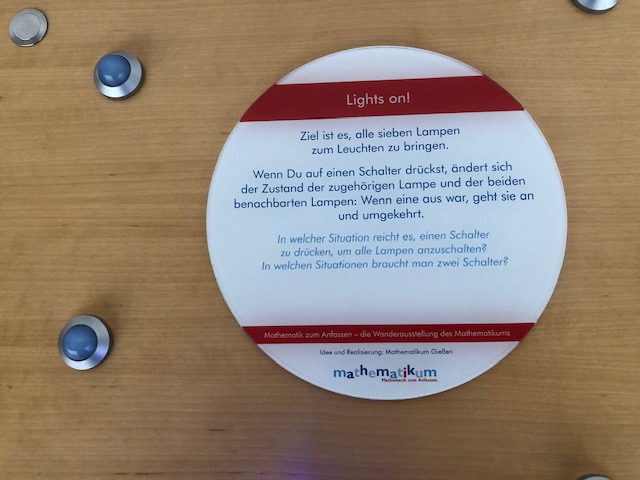 Lights on!
Ziel ist es, alle sieben Lampen
zum Leuchten zu bringen.
Wenn Du auf einen Schalter drückst, ändert sich
der Zustand der zugehörigen Lampe und der beiden
benachbarten Lampen: Wenn eine aus war, geht sie an
und umgekehrt.
In welcher Situation reicht es, einen Schalter
zu drücken, um alle Lampen anzuschalten?
In welchen Situationen braucht man zwei Schalter?
Mathematik zum Anfassen – die Wanderausstellung des Mathematikums
Idee und Realisierung: Mathematikum Gießen
mathematikum
Mathematik zum Anfassen.